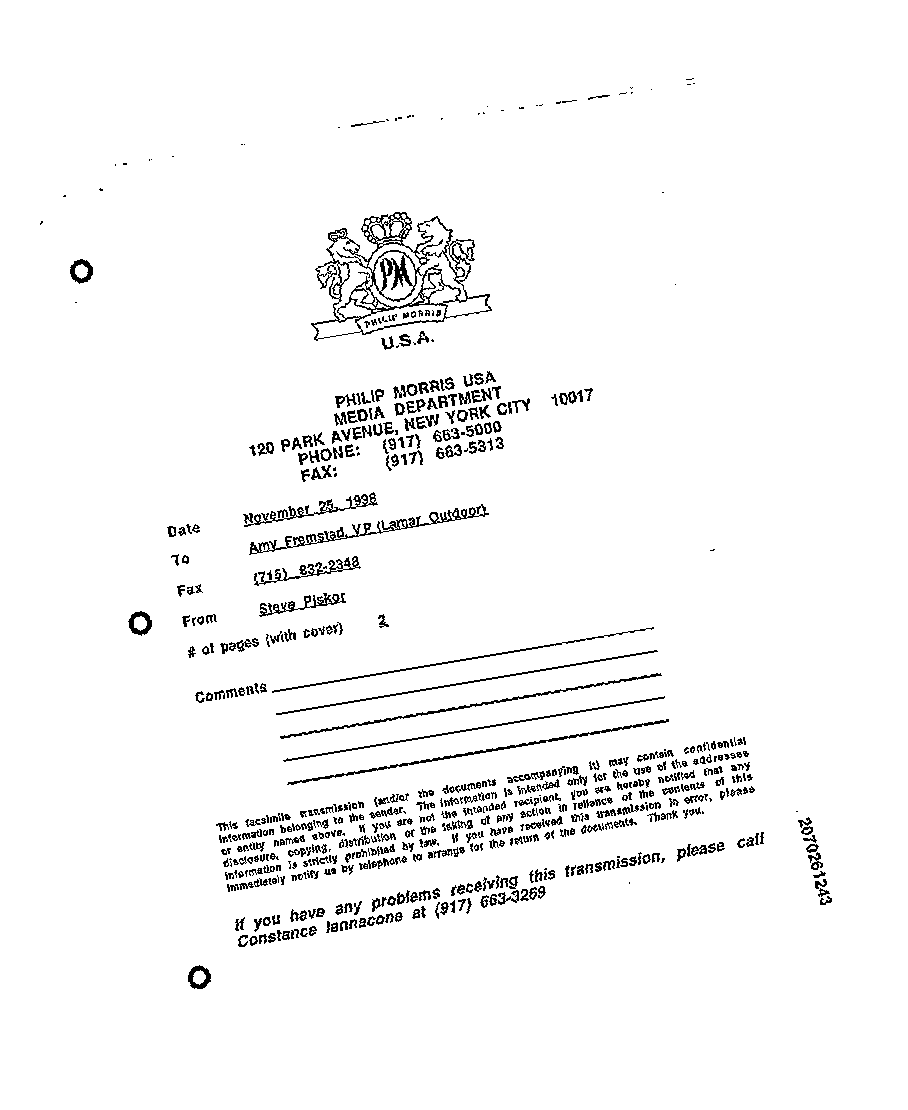 PM
PHILIP MORRIS
U.S.A.
PHILIP MORRIS USA
MEDIA DEPARTMENT
120 PARK AVENUE, NEW YORK CITY 10017
PHONE: (917) 663-5000
FAX: (917) 663-5313
Date November 25, 1998
To Amy Fremstad, V.P. (Lamar Outdoor)
Fax (715) 832-2348
From Steve Piskor
# of pages (with cover) 2
Comments
This facsimile transmission (and/or the documents accompanying it) may contain confidential
information belonging to the sender. The information is intended only for the use of the addressee
or entity named above. If you are not the intended recipient, you are hereby notified that any
disclosure, copying, distribution or the taking of any action in reliance of the contents of this
information is strictly prohibited by law. If you have received this transmission in error, please
immediately notify us by telephone to arrange for the return of the documents. Thank you.
If you have any problems receiving this transmission, please call
Constance Iannacone at (917) 663-3269
2070261243